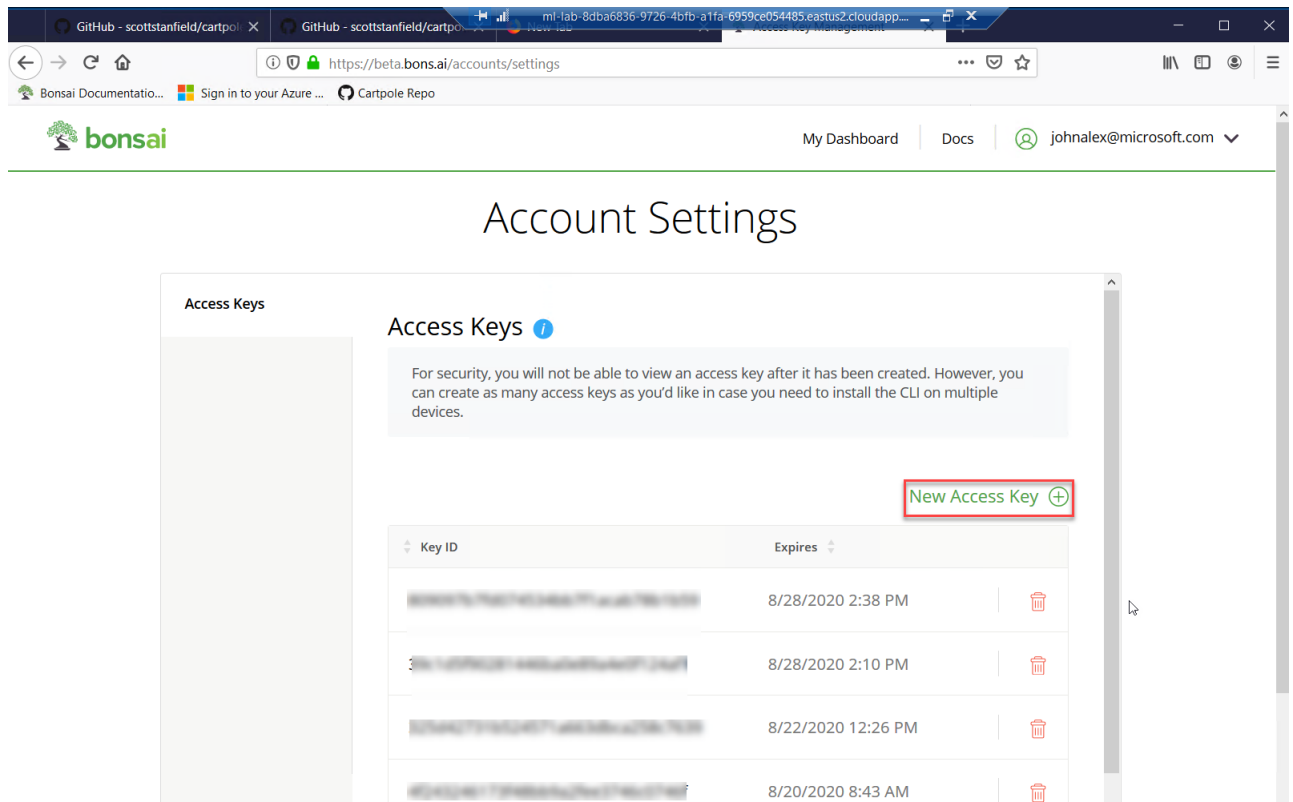 GitHub - scottstanfield/cartpol
GitHub - scottstanfield/cartpo
New Tab
Access Key Management
ml-lab-8dba6836-9726-4bfb-a1fa-6959ce054485.eastus2.cloudapp....
https://beta.bons.ai/accounts/settings
Bonsai Documentatio...
Sign in to your Azure ...
Cartpole Repo
bonsai
My Dashboard
Docs
johnalex@microsoft.com
Account Settings
Access Keys
Access Keys
For security, you will not be able to view an access key after it has been created. However, you
can create as many access keys as you’d like in case you need to install the CLI on multiple
devices.
New Access Key
Key ID
Expires
8/28/2020 2:38 PM
8/28/2020 2:10 PM
8/22/2020 12:26 PM
8/20/2020 8:43 AM